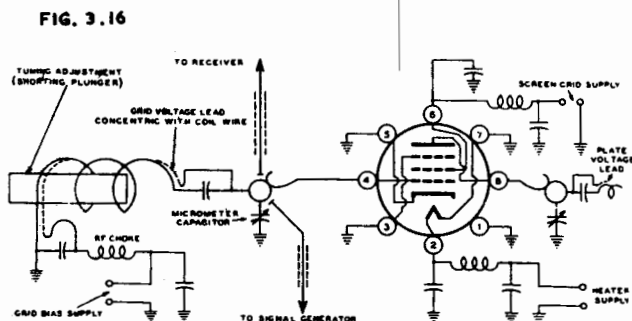 FIG. 3.16
TO RECEIVER
TUNING ADJUSTMENT
(SHORTING PLUNGER)
GRID VOLTAGE LEAD
CONCENTRIC WITH COIL WIRE
SCREEN GRID SUPPLY
6
5
7
PLATE
VOLTAGE
LEAD
4
8
MICROMETER
CAPACITOR
3
1
2
RF CHOKE
GRID BIAS SUPPLY
HEATER
SUPPLY
TO SIGNAL GENERATOR